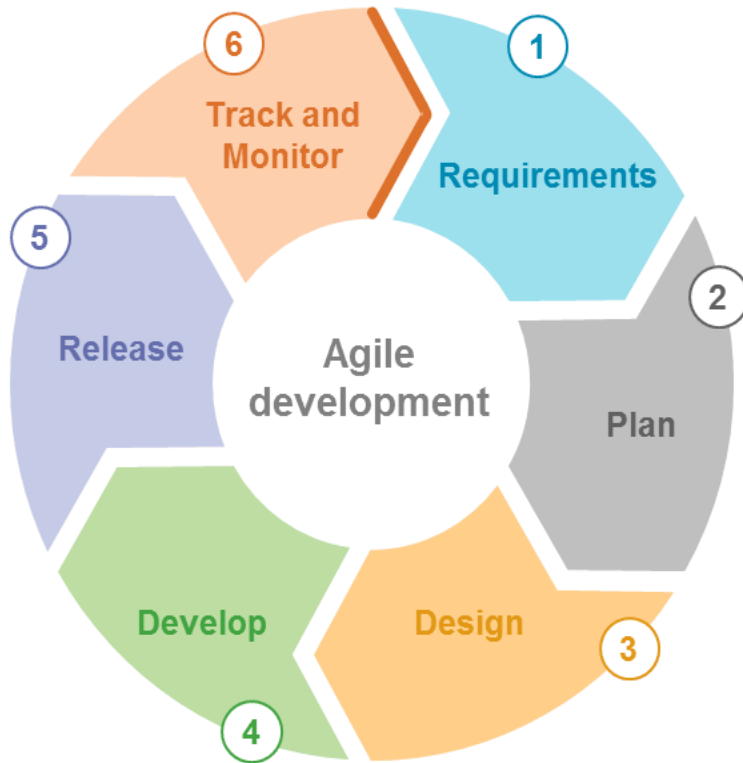 1
Requirements
2
Plan
3
Design
4
Develop
5
Release
6
Track and
Monitor
Agile
development